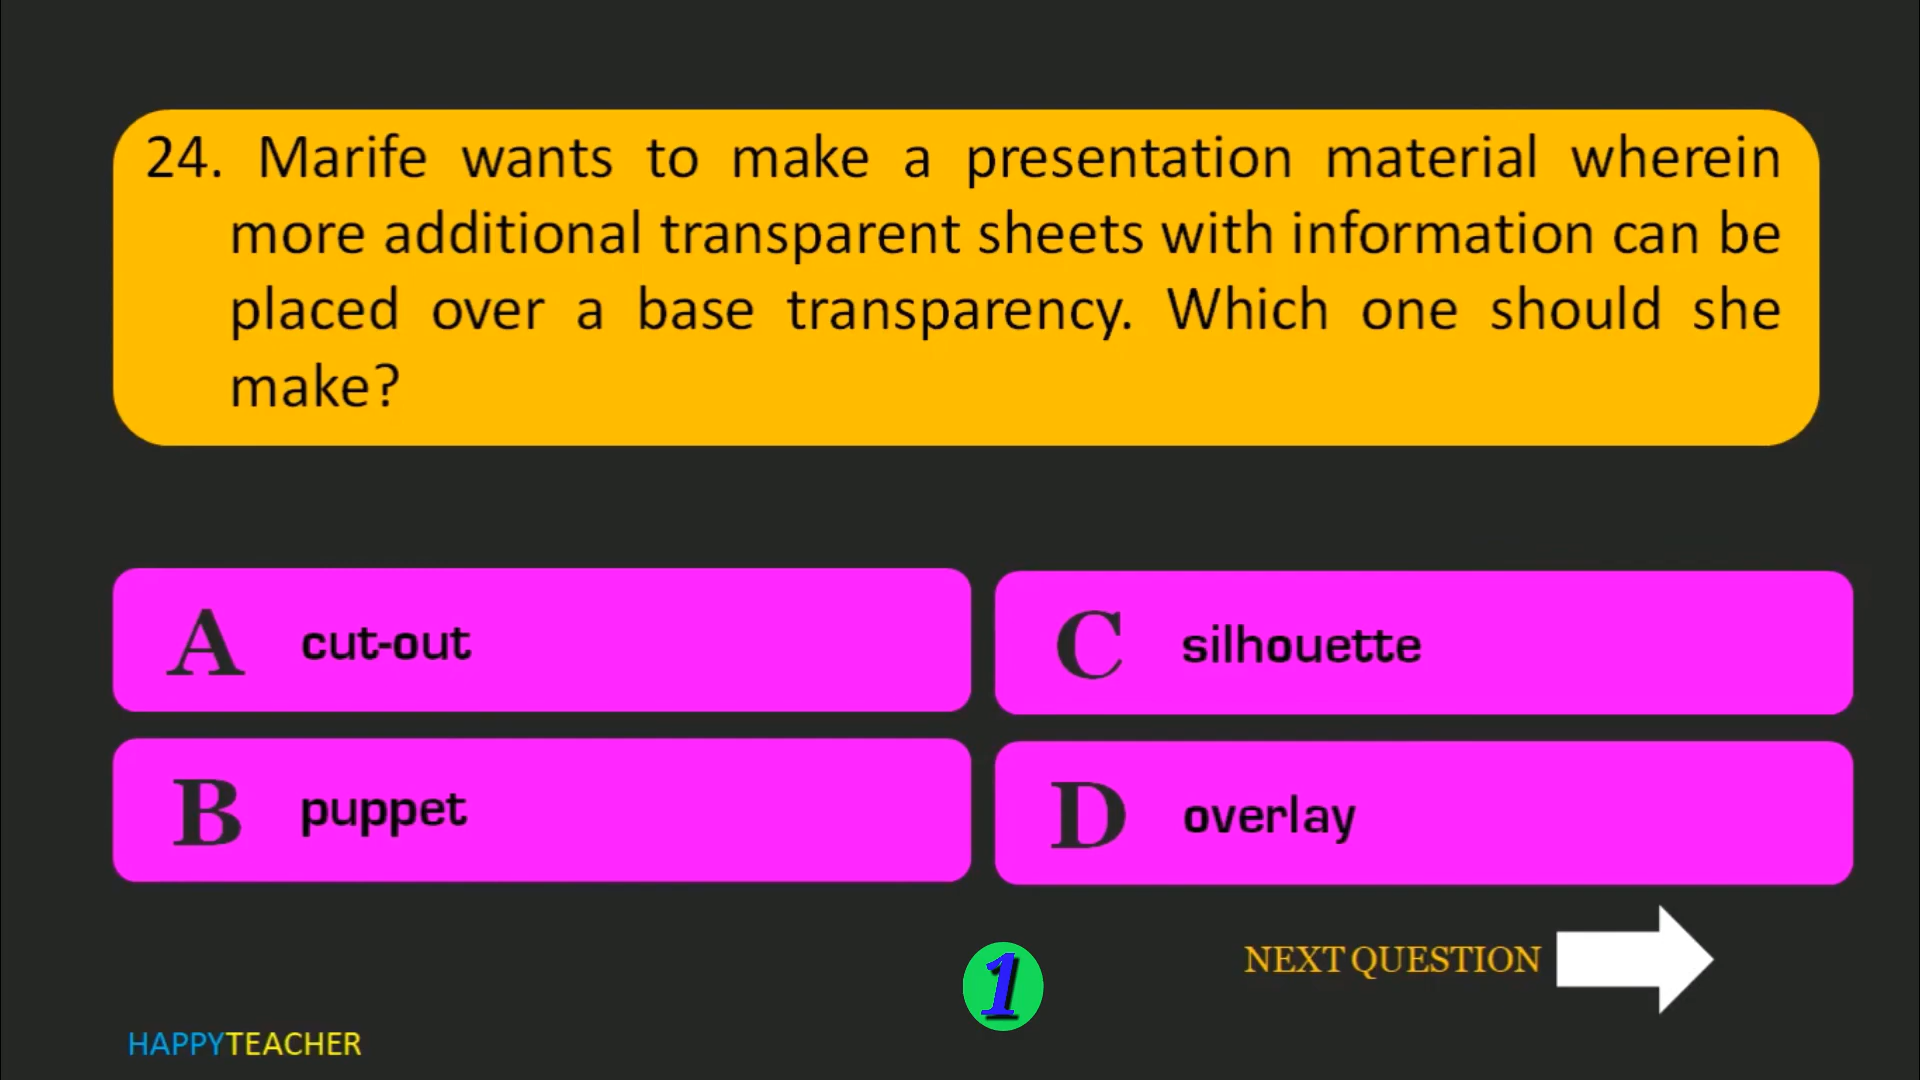 24. Marife wants to make a presentation material wherein
more additional transparent sheets with information can be
placed over a base transparency. Which one should she
make?
A cut-out
C silhouette
B puppet
D overlay
NEXT QUESTION
1
HAPPYTEACHER